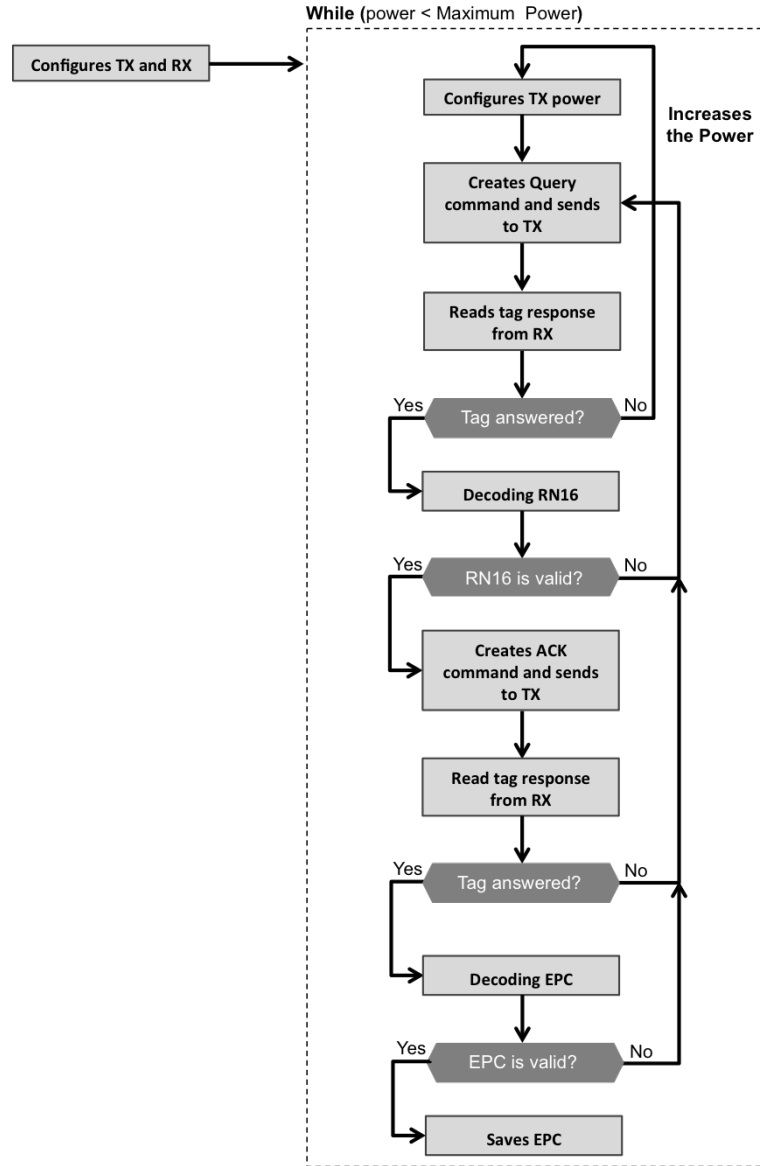 While (power < Maximum Power)
Configures TX and RX
Configures TX power
Increases
the Power
Creates Query
command and sends
to TX
Reads tag response
from RX
Yes
Tag answered?
No
Decoding RN16
Yes
RN16 is valid?
No
Creates ACK
command and sends
to TX
Read tag response
from RX
Yes
Tag answered?
No
Decoding EPC
Yes
EPC is valid?
No
Saves EPC